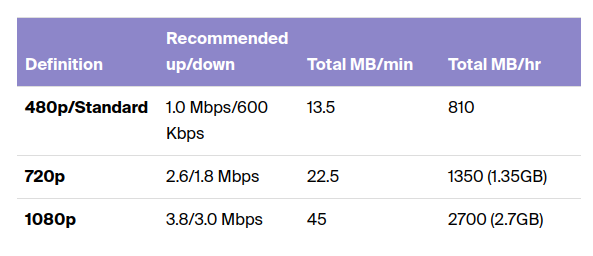 Definition Recommended up/down Total MB/min Total MB/hr
480p/Standard 1.0 Mbps/600 Kbps 13.5 810
720p 2.6/1.8 Mbps 22.5 1350 (1.35GB)
1080p 3.8/3.0 Mbps 45 2700 (2.7GB)